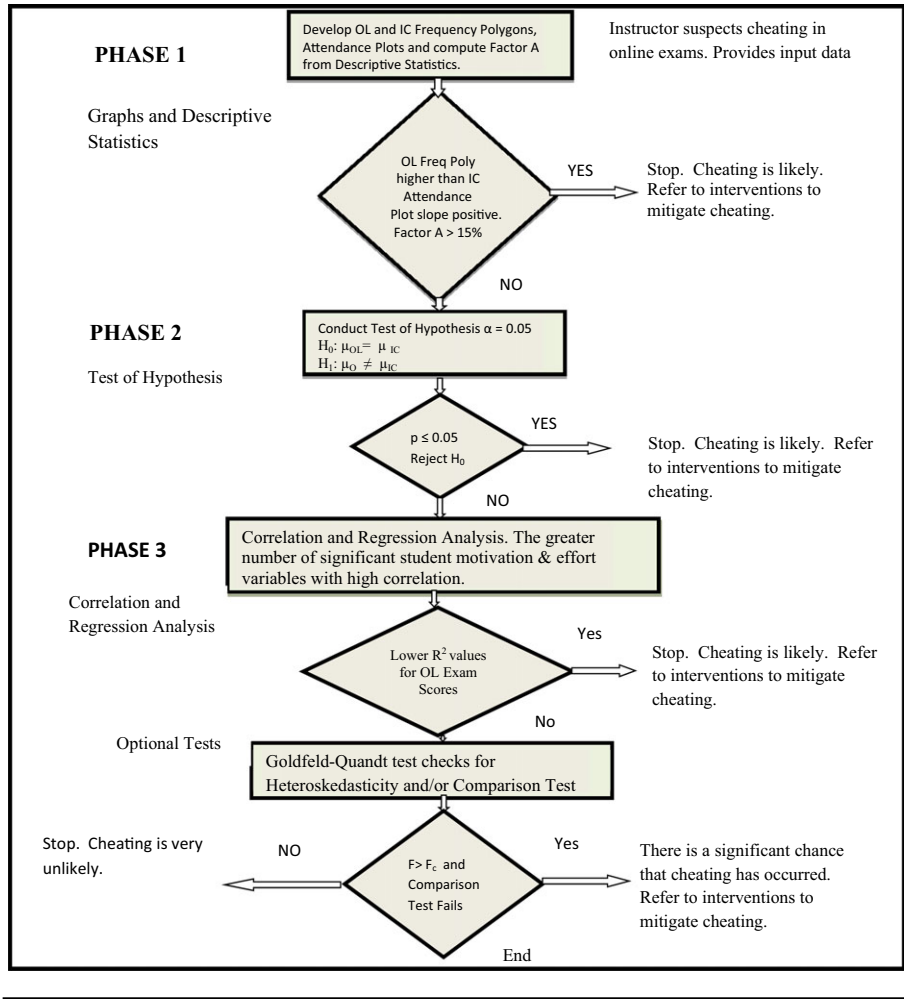 Develop OL and IC Frequency Polygons,
Attendance Plots and compute Factor A
from Descriptive Statistics.
Instructor suspects cheating in
online exams. Provides input data
PHASE 1
Graphs and Descriptive
Statistics
OL Freq Poly
higher than IC
Attendance
Plot slope positive.
Factor A > 15%
YES
Stop. Cheating is likely.
Refer to interventions to
mitigate cheating.
NO
PHASE 2
Test of Hypothesis
Conduct Test of Hypothesis α = 0.05
H₀: μOL= μ IC
H₁: μO ≠ μIC
p ≤ 0.05
Reject H₀
YES
Stop. Cheating is likely. Refer
to interventions to mitigate
cheating.
NO
PHASE 3
Correlation and
Regression Analysis
Correlation and Regression Analysis. The greater
number of significant student motivation & effort
variables with high correlation.
Lower R² values
for OL Exam
Scores
Yes
Stop. Cheating is likely. Refer
to interventions to mitigate
cheating.
No
Optional Tests
Goldfeld-Quandt test checks for
Heteroskedasticity and/or Comparison Test
Stop. Cheating is very
unlikely.
NO
F> Fc and
Comparison
Test Fails
Yes
There is a significant chance
that cheating has occurred.
Refer to interventions to
mitigate cheating.
End